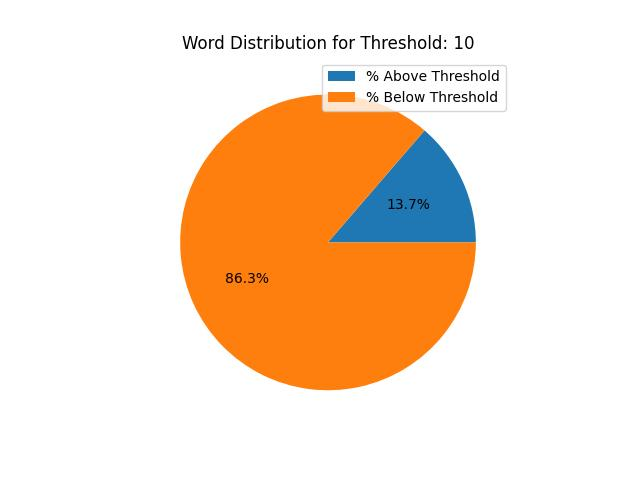 Word Distribution for Threshold: 10
% Above Threshold
% Below Threshold
13.7%
86.3%